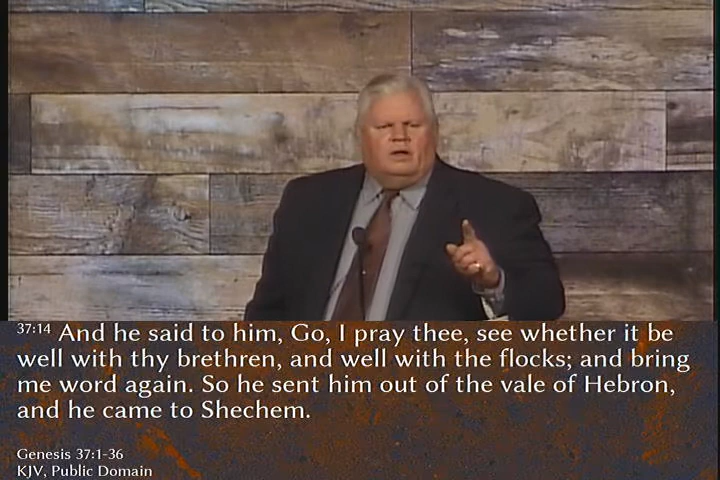 37:14 And he said to him, Go, I pray thee, see whether it be
well with thy brethren, and well with the flocks; and bring
me word again. So he sent him out of the vale of Hebron,
and he came to Shechem.
Genesis 37:1-36
KJV, Public Domain